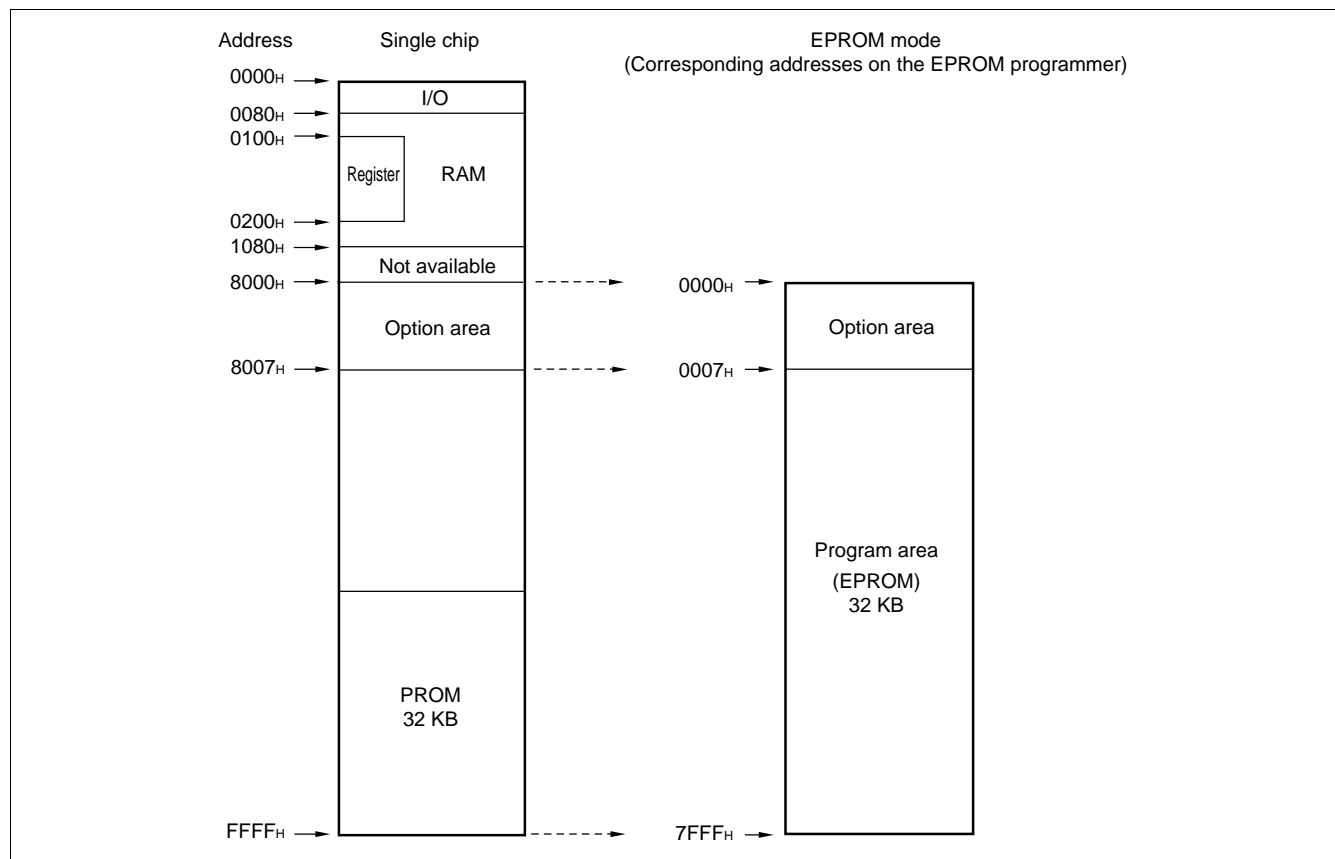 Address
Single chip
EPROM mode
(Corresponding addresses on the EPROM programmer)
0000H
I/O
0080H
0100H
Register
RAM
0200H
1080H
Not available
8000H
0000H
Option area
Option area
8007H
0007H
Program area
(EPROM)
32 KB
PROM
32 KB
FFFFH
7FFFH